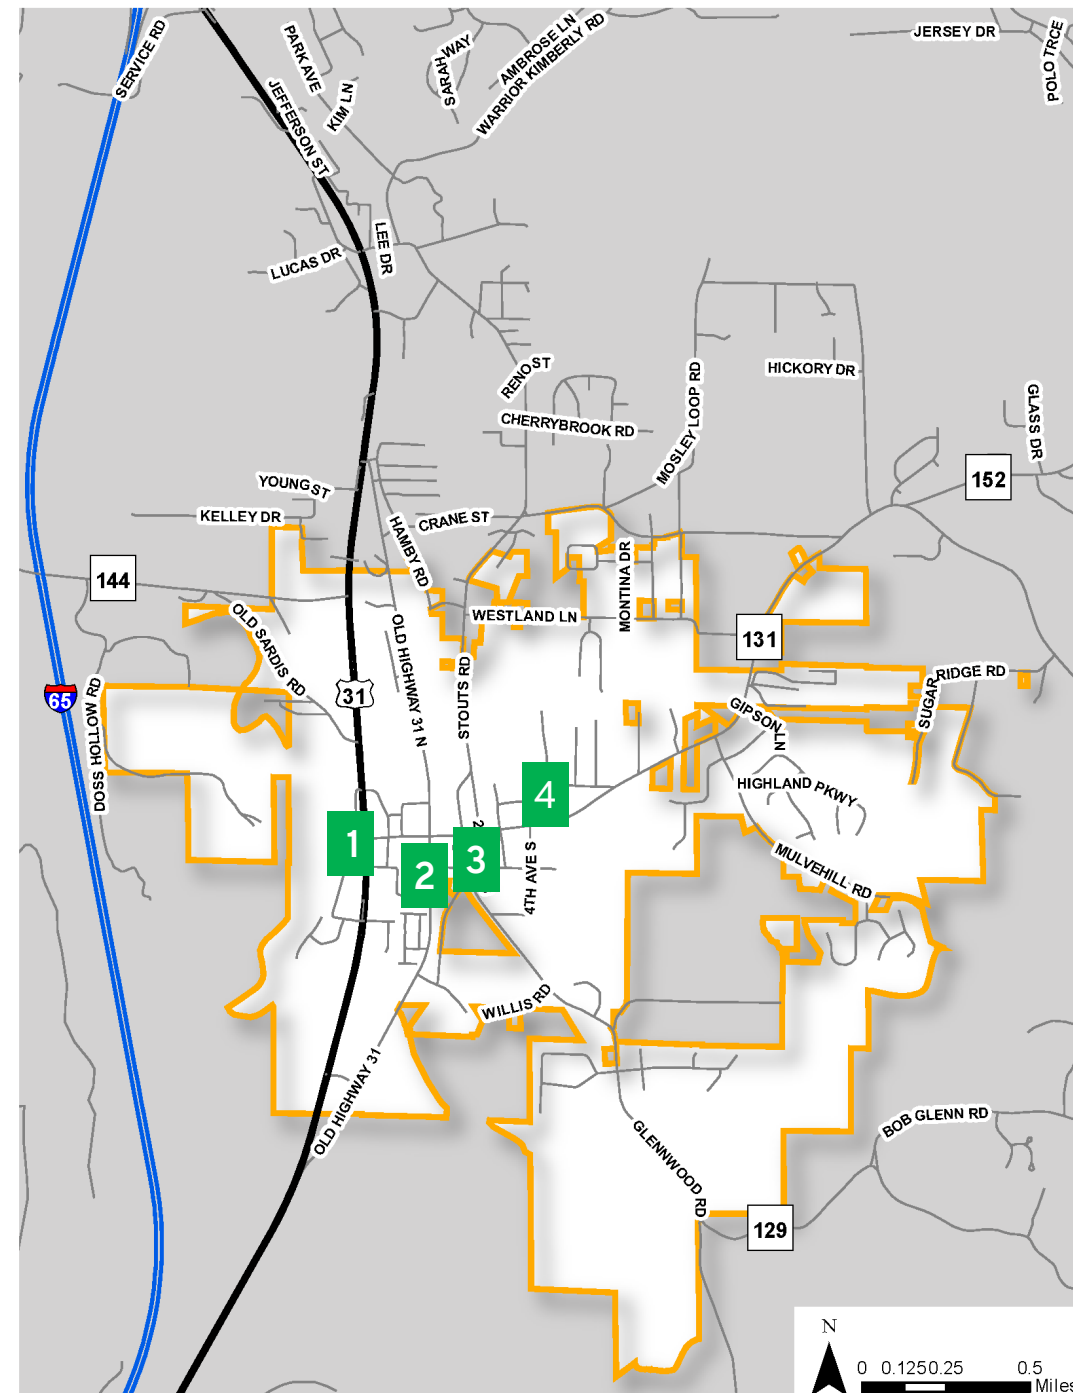 SERVICE RD
PARK AVE
KIM LN
JEFFERSON ST
SARAH WAY
AMBROSE LN
WARRIOR KIMBERLY RD
JERSEY DR
POLO TRCE
LUCAS DR
LEE DR
RENO ST
CHERRYBROOK RD
MOSLEY LOOP RD
HICKORY DR
GLASS DR
152
YOUNG ST
KELLEY DR
CRANE ST
HAMBY RD
144
MONTINA DR
WESTLAND LN
131
OLD SARDIS RD
OLD HIGHWAY 31 N
STOUTS RD
65
31
DOSS HOLLOW RD
SUGAR
RIDGE RD
GIPSON LN
HIGHLAND PKWY
4
1
2
3
2
4TH AVE S
MULVEHILL RD
WILLIS RD
OLD HIGHWAY 31
GLENNWOOD RD
BOB GLENN RD
129
N
0 0.125 0.25 0.5
Miles